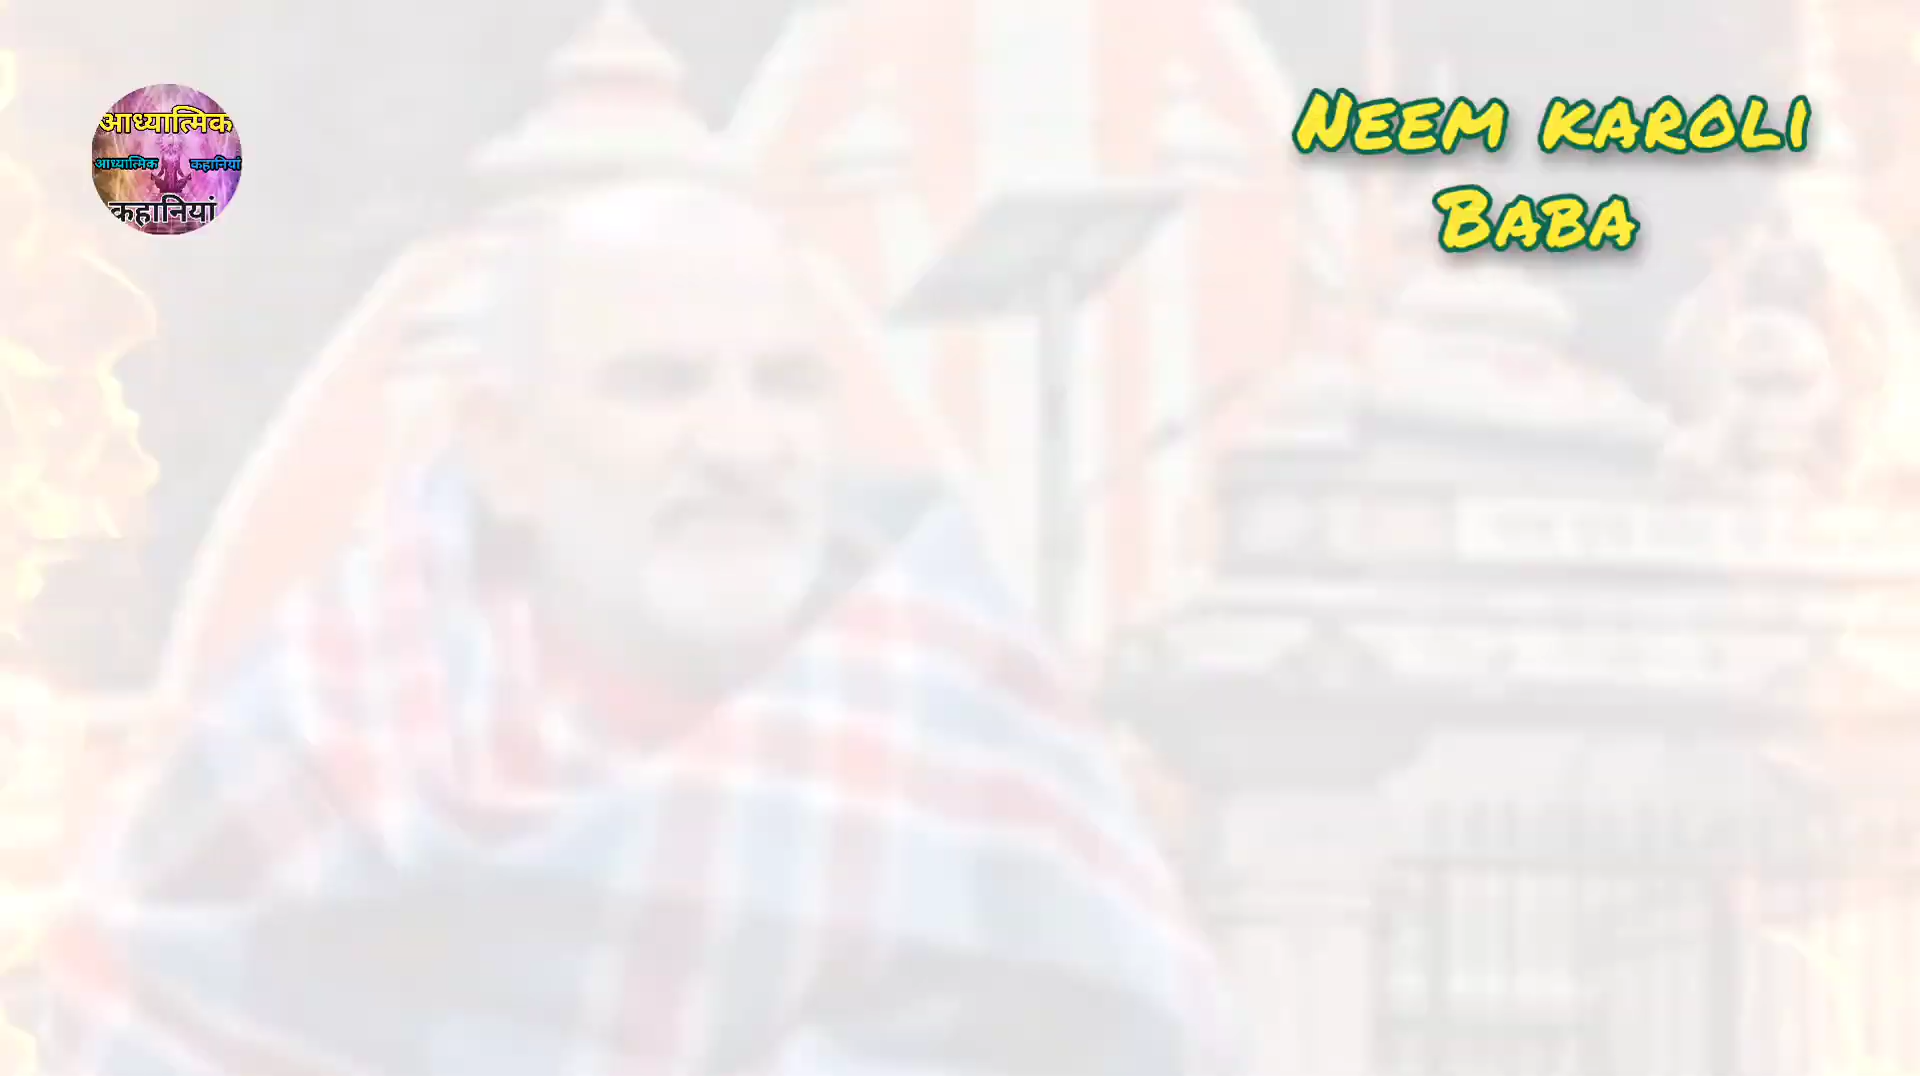 आध्यात्मिक
आध्यात्मिक कहानियां
कहानियां
Neem karoli
Baba